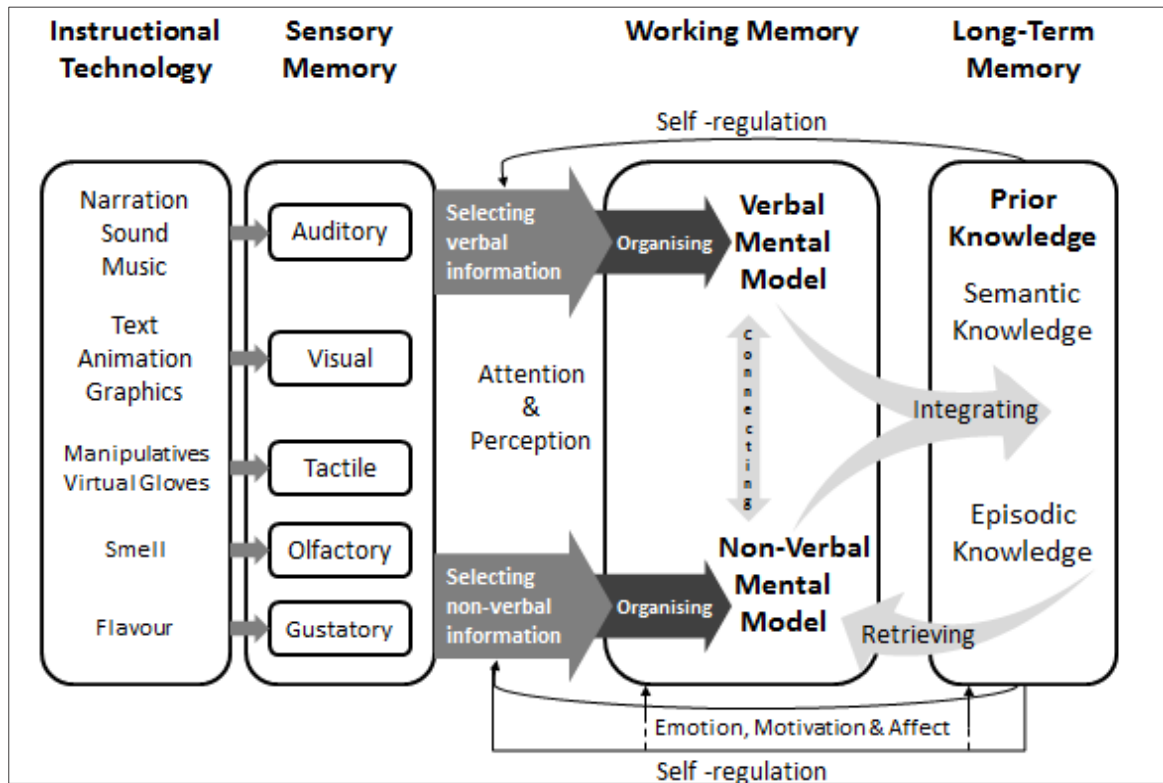 Instructional
Technology
Sensory
Memory
Working Memory
Long-Term
Memory
Self -regulation
Narration
Sound
Music
Auditory
Selecting
verbal
information
Organising
Verbal
Mental
Model
Prior
Knowledge
Semantic
Knowledge
Text
Animation
Graphics
Visual
Attention
&
Perception
Connecting
Integrating
Manipulatives
Virtual Gloves
Tactile
Episodic
Knowledge
Smell
Olfactory
Selecting
non-verbal
information
Organising
Non-Verbal
Mental
Model
Retrieving
Flavour
Gustatory
Emotion, Motivation & Affect
Self -regulation